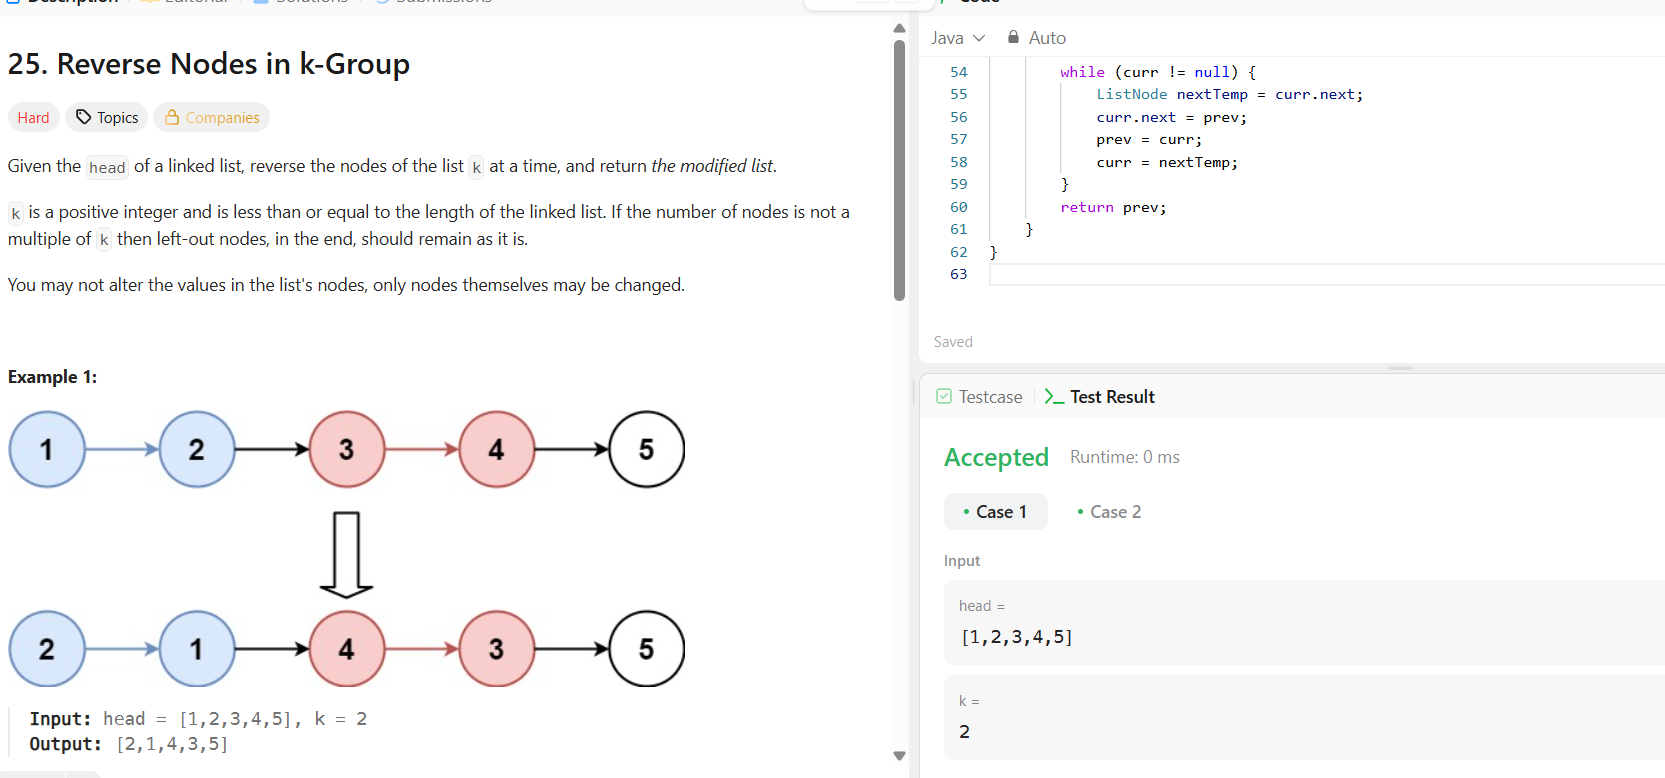 Description
Editorial
Solutions
Submissions
25. Reverse Nodes in k-Group
Hard
Topics
Companies
Given the head of a linked list, reverse the nodes of the list k at a time, and return the modified list.
k is a positive integer and is less than or equal to the length of the linked list. If the number of nodes is not a
multiple of k then left-out nodes, in the end, should remain as it is.
You may not alter the values in the list's nodes, only nodes themselves may be changed.
Example 1:
1 2 3 4 5
2 1 4 3 5
Input: head = [1,2,3,4,5], k = 2
Output: [2,1,4,3,5]
Code
Java
Auto
54 while (curr != null) {
55 ListNode nextTemp = curr.next;
56 curr.next = prev;
57 prev = curr;
58 curr = nextTemp;
59 }
60 return prev;
61 }
62 }
63
Saved
Testcase
Test Result
Accepted
Runtime: 0 ms
Case 1
Case 2
Input
head =
[1,2,3,4,5]
k =
2